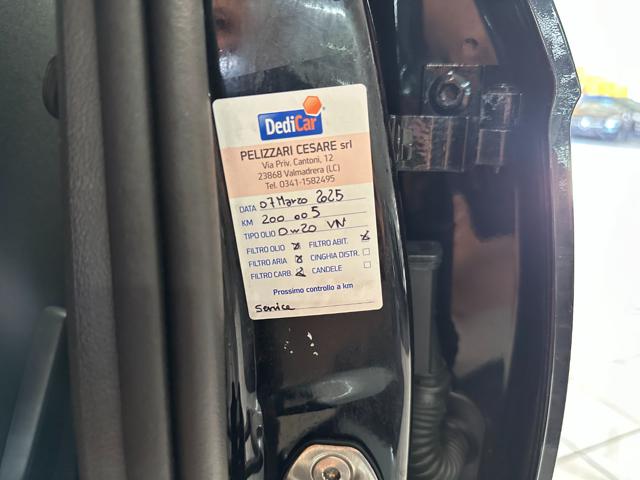 DediCar
PELIZZARI CESARE srl
Via Priv. Cantoni, 12
23868 Valmadrera (LC)
Tel. 0341-1582495
DATA 07 Marzo 2025
KM 200 005
TIPO OLIO 0w20 VN
FILTRO OLIO FILTRO ABIT.
FILTRO ARIA CINGHIA DISTR.
FILTRO CARB. CANDELE
Prossimo controllo a km
Service